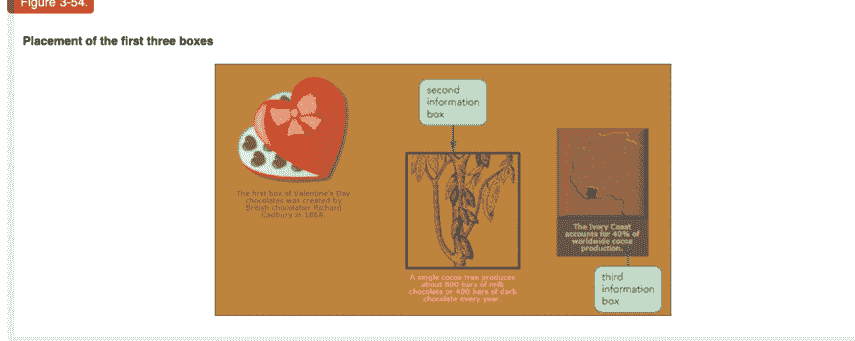 Figure 3-54.
Placement of the first three boxes
second
information
box
The first box of Valentine's Day
chocolates was created by
British chocolatier Richard
Cadbury in 1868.
A single cocoa tree produces
about 800 bars of milk
chocolate or 400 bars of dark
chocolate every year.
The Ivory Coast
accounts for 40% of
worldwide cocoa
production.
third
information
box